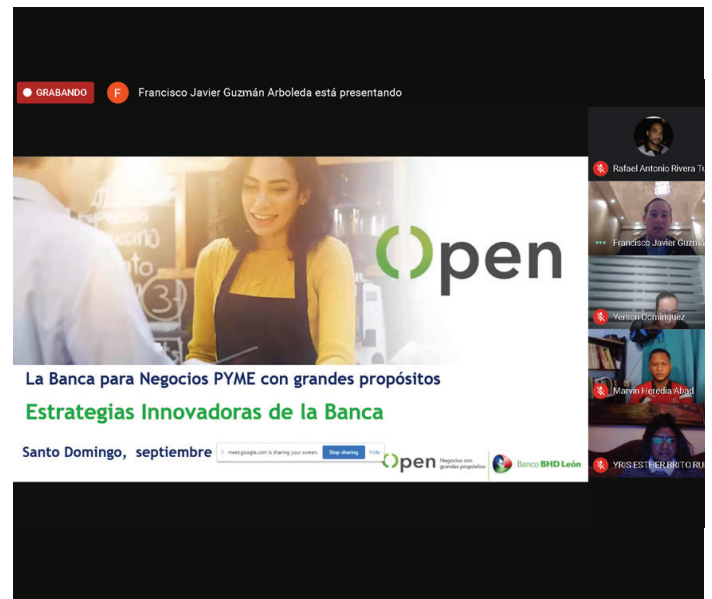 GRABANDO
F
Francisco Javier Guzmán Arboleda está presentando
Rafael Antonio Rivera Tu
Francisco Javier Guzmá
Yerson Dominguez
Marvin Heredia Abad
YRIS ESTHER BRITO RU
Open
La Banca para Negocios PYME con grandes propósitos
Estrategias Innovadoras de la Banca
Santo Domingo, septiembre
meet.google.com is sharing your screen.
Stop sharing
Hide
Open
Negocios con
grandes propósitos
Banco BHD León